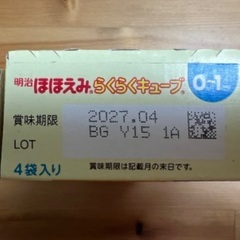 明治ほほえみ らくらくキューブ 0-1
賞味期限 2027.04
LOT BG Y15 1A
4袋入り 賞味期限は記載月の末日です。